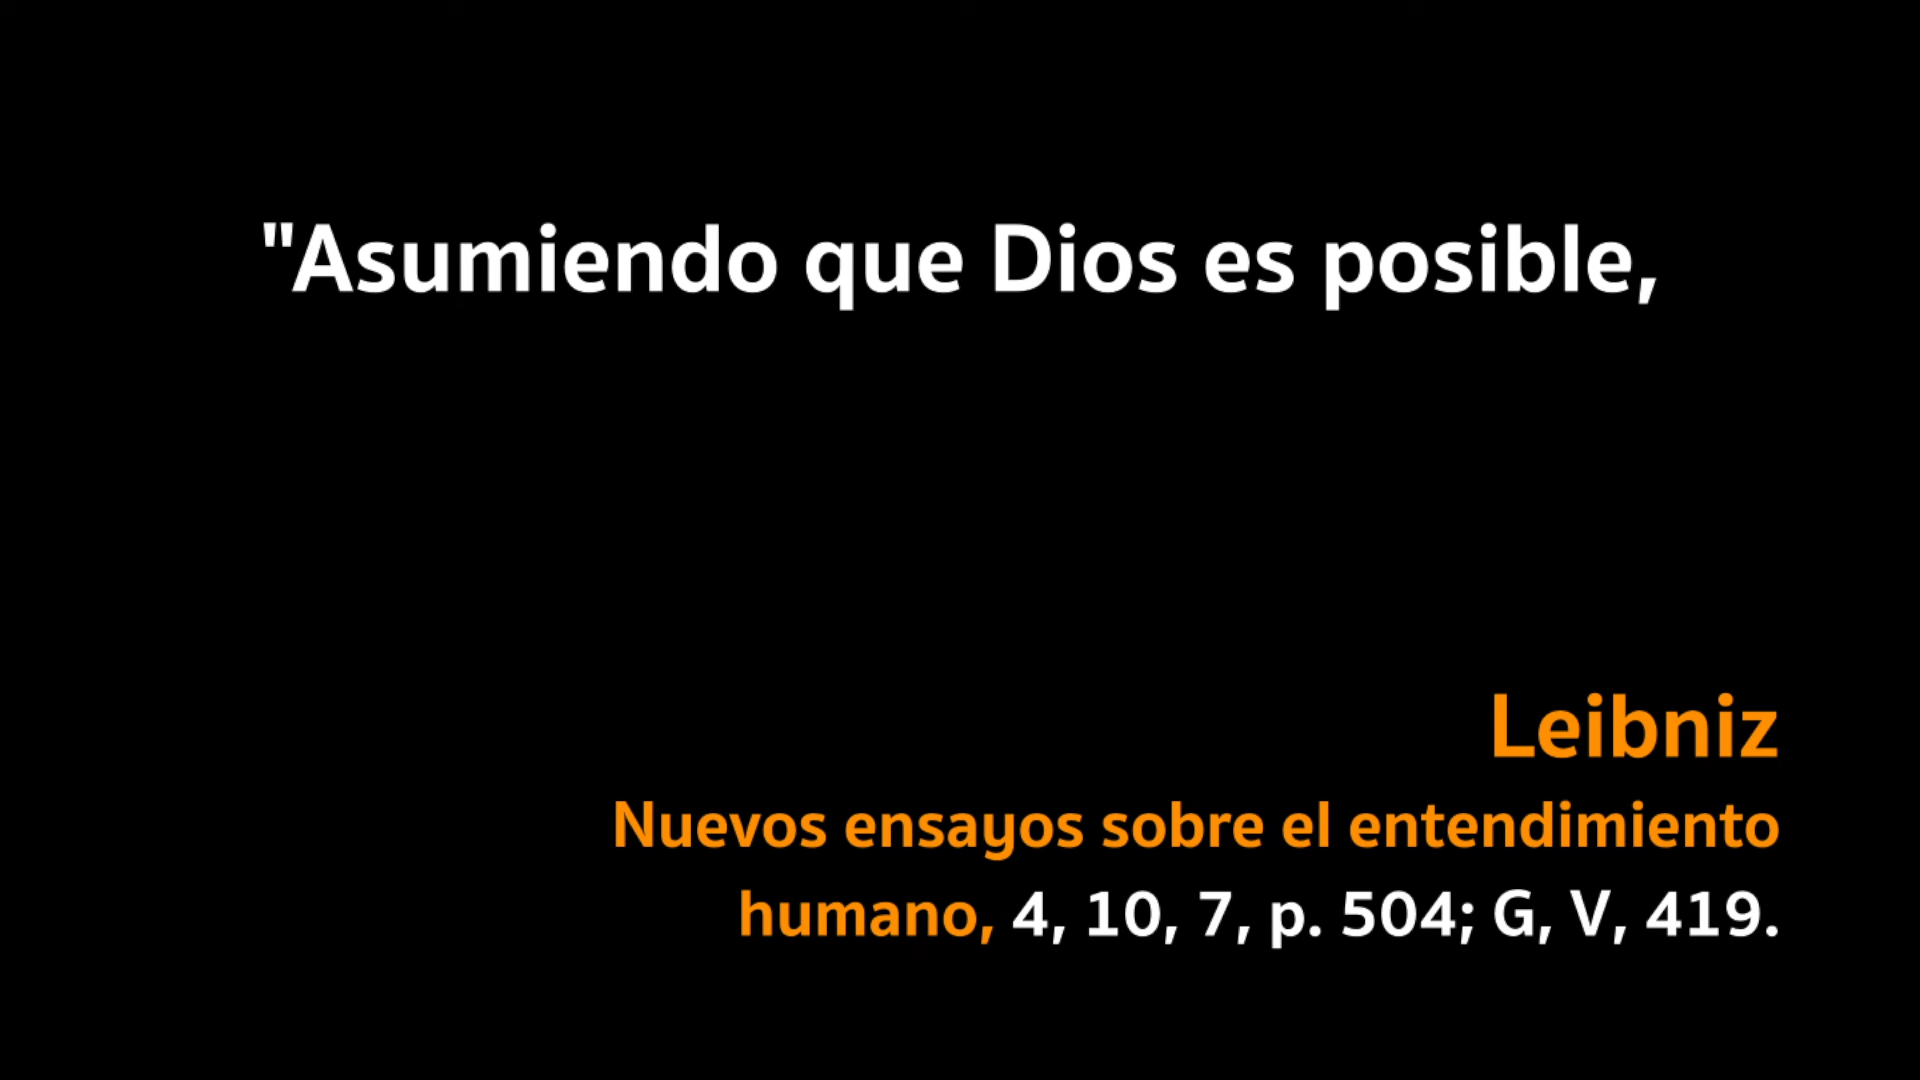 "Asumiendo que Dios es posible,
Leibniz
Nuevos ensayos sobre el entendimiento
humano, 4, 10, 7, p. 504; G, V, 419.